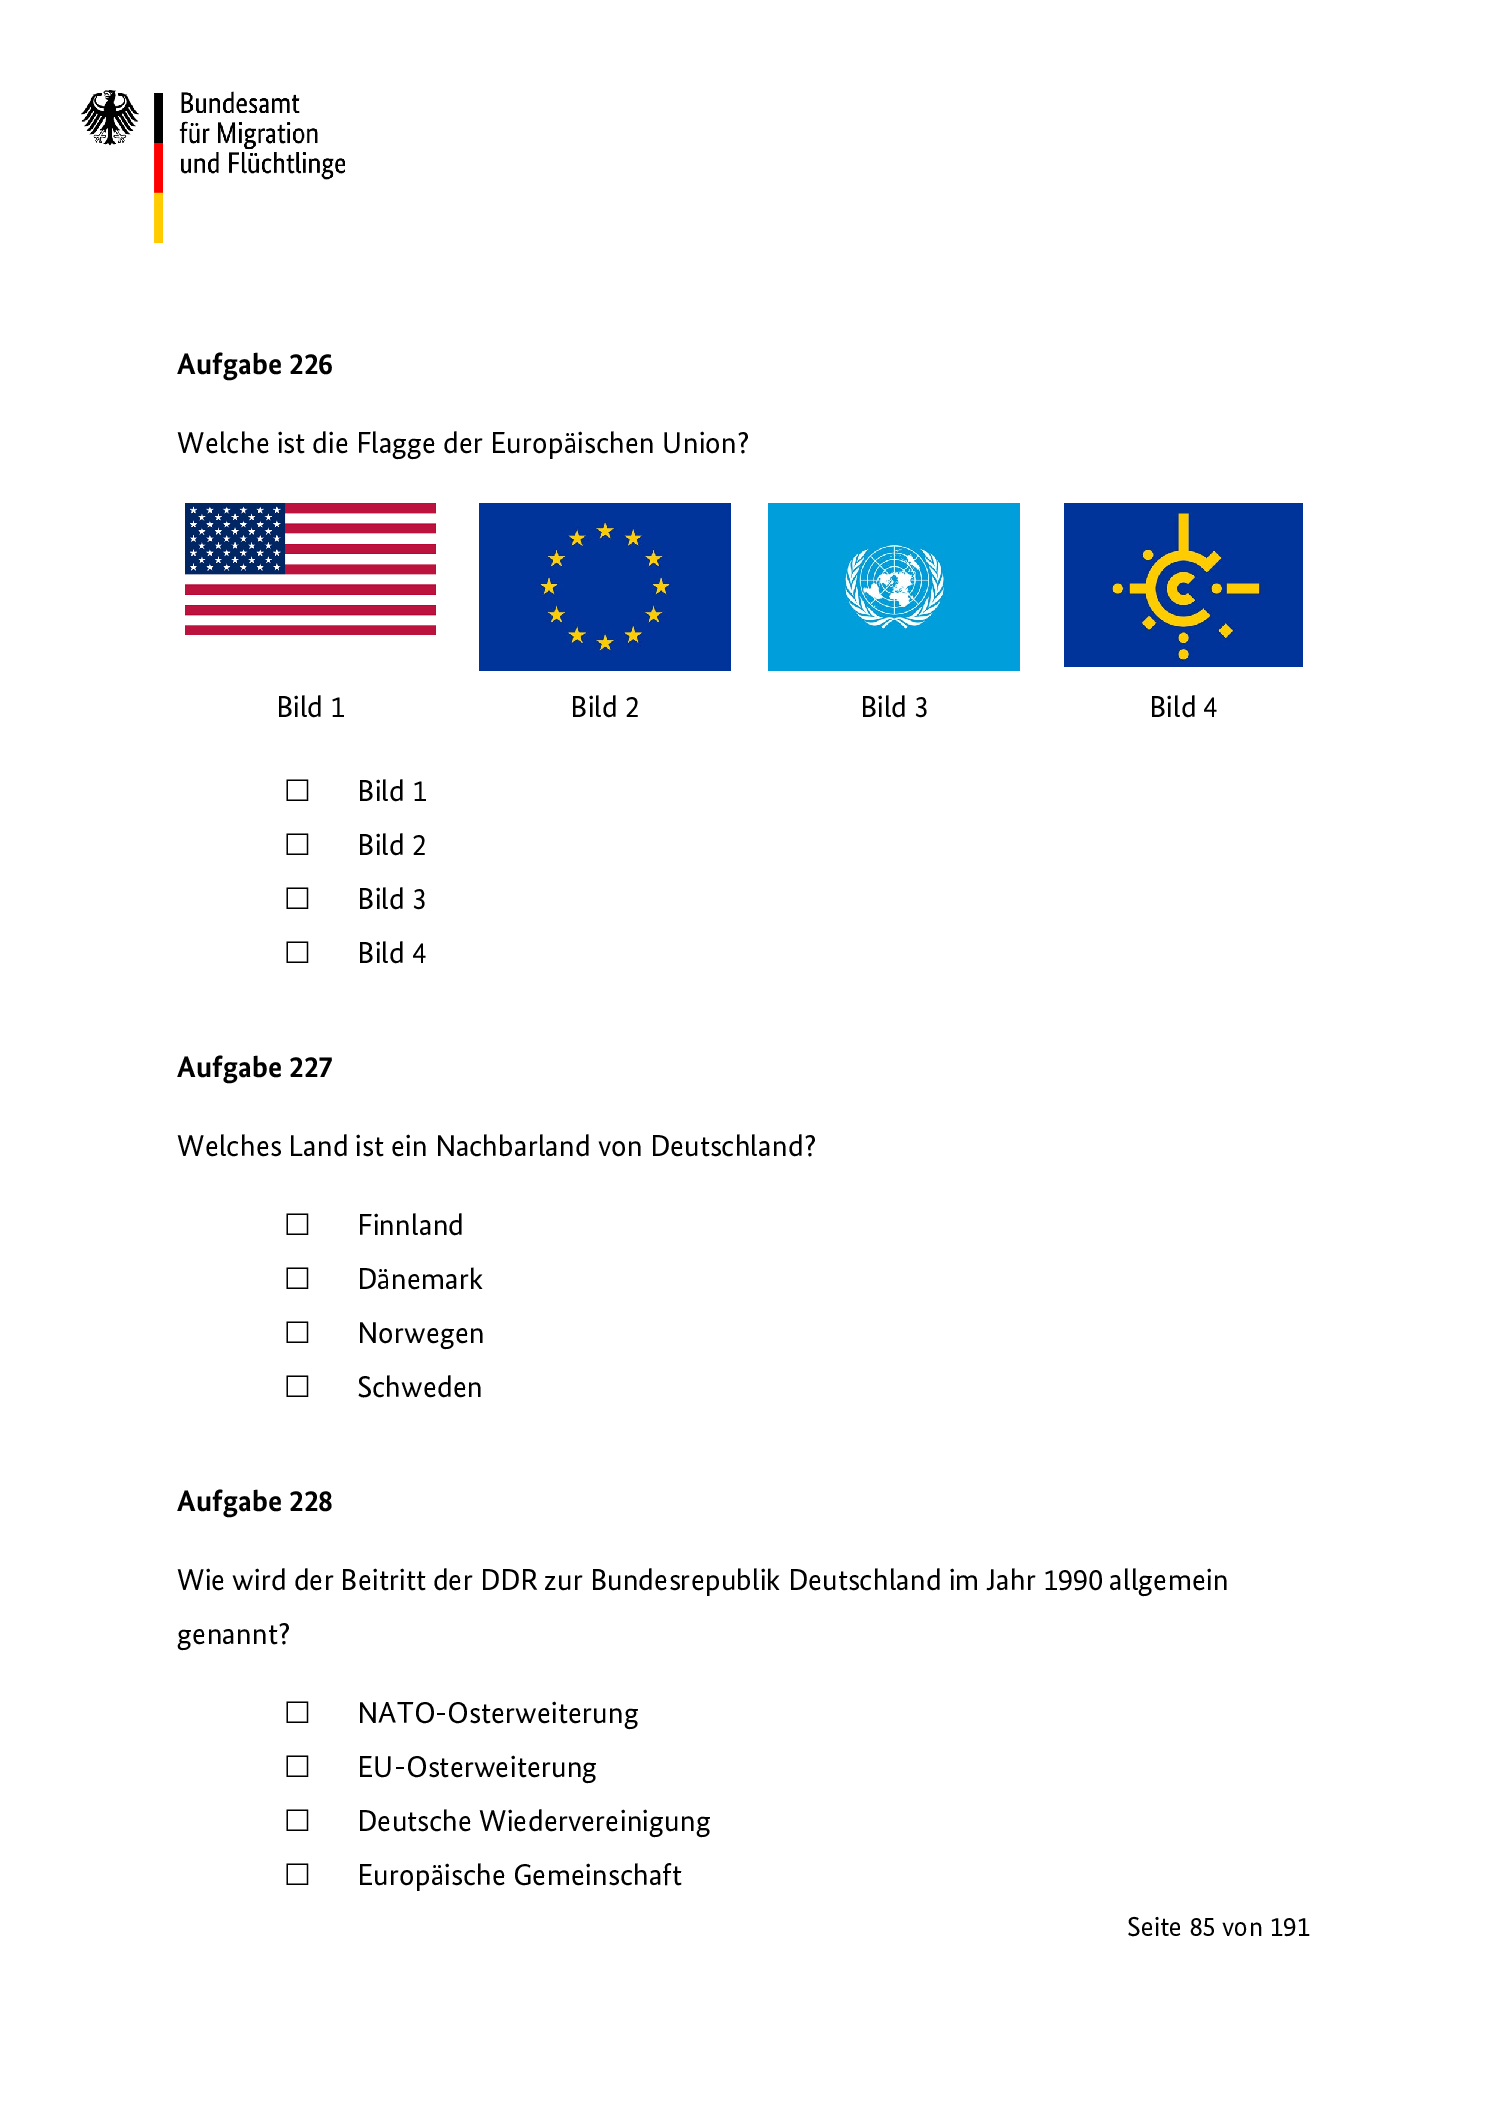 Bundesamt
für Migration
und Flüchtlinge
Aufgabe 226
Welche ist die Flagge der Europäischen Union?
Bild 1 Bild 2 Bild 3 Bild 4
☐ Bild 1
☐ Bild 2
☐ Bild 3
☐ Bild 4
Aufgabe 227
Welches Land ist ein Nachbarland von Deutschland?
☐ Finnland
☐ Dänemark
☐ Norwegen
☐ Schweden
Aufgabe 228
Wie wird der Beitritt der DDR zur Bundesrepublik Deutschland im Jahr 1990 allgemein
genannt?
☐ NATO-Osterweiterung
☐ EU-Osterweiterung
☐ Deutsche Wiedervereinigung
☐ Europäische Gemeinschaft
Seite 85 von 191